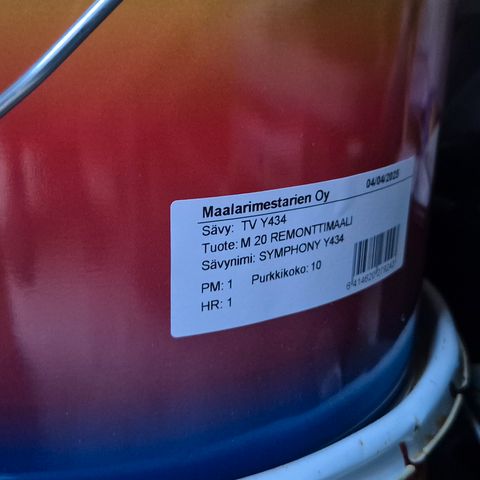 Maalarimestarien Oy 04/04/2025
Sävy: TV Y434
Tuote: M 20 REMONTTIMAALI
Sävynimi: SYMPHONY Y434
PM: 1 Purkkikoko: 10
HR: 1